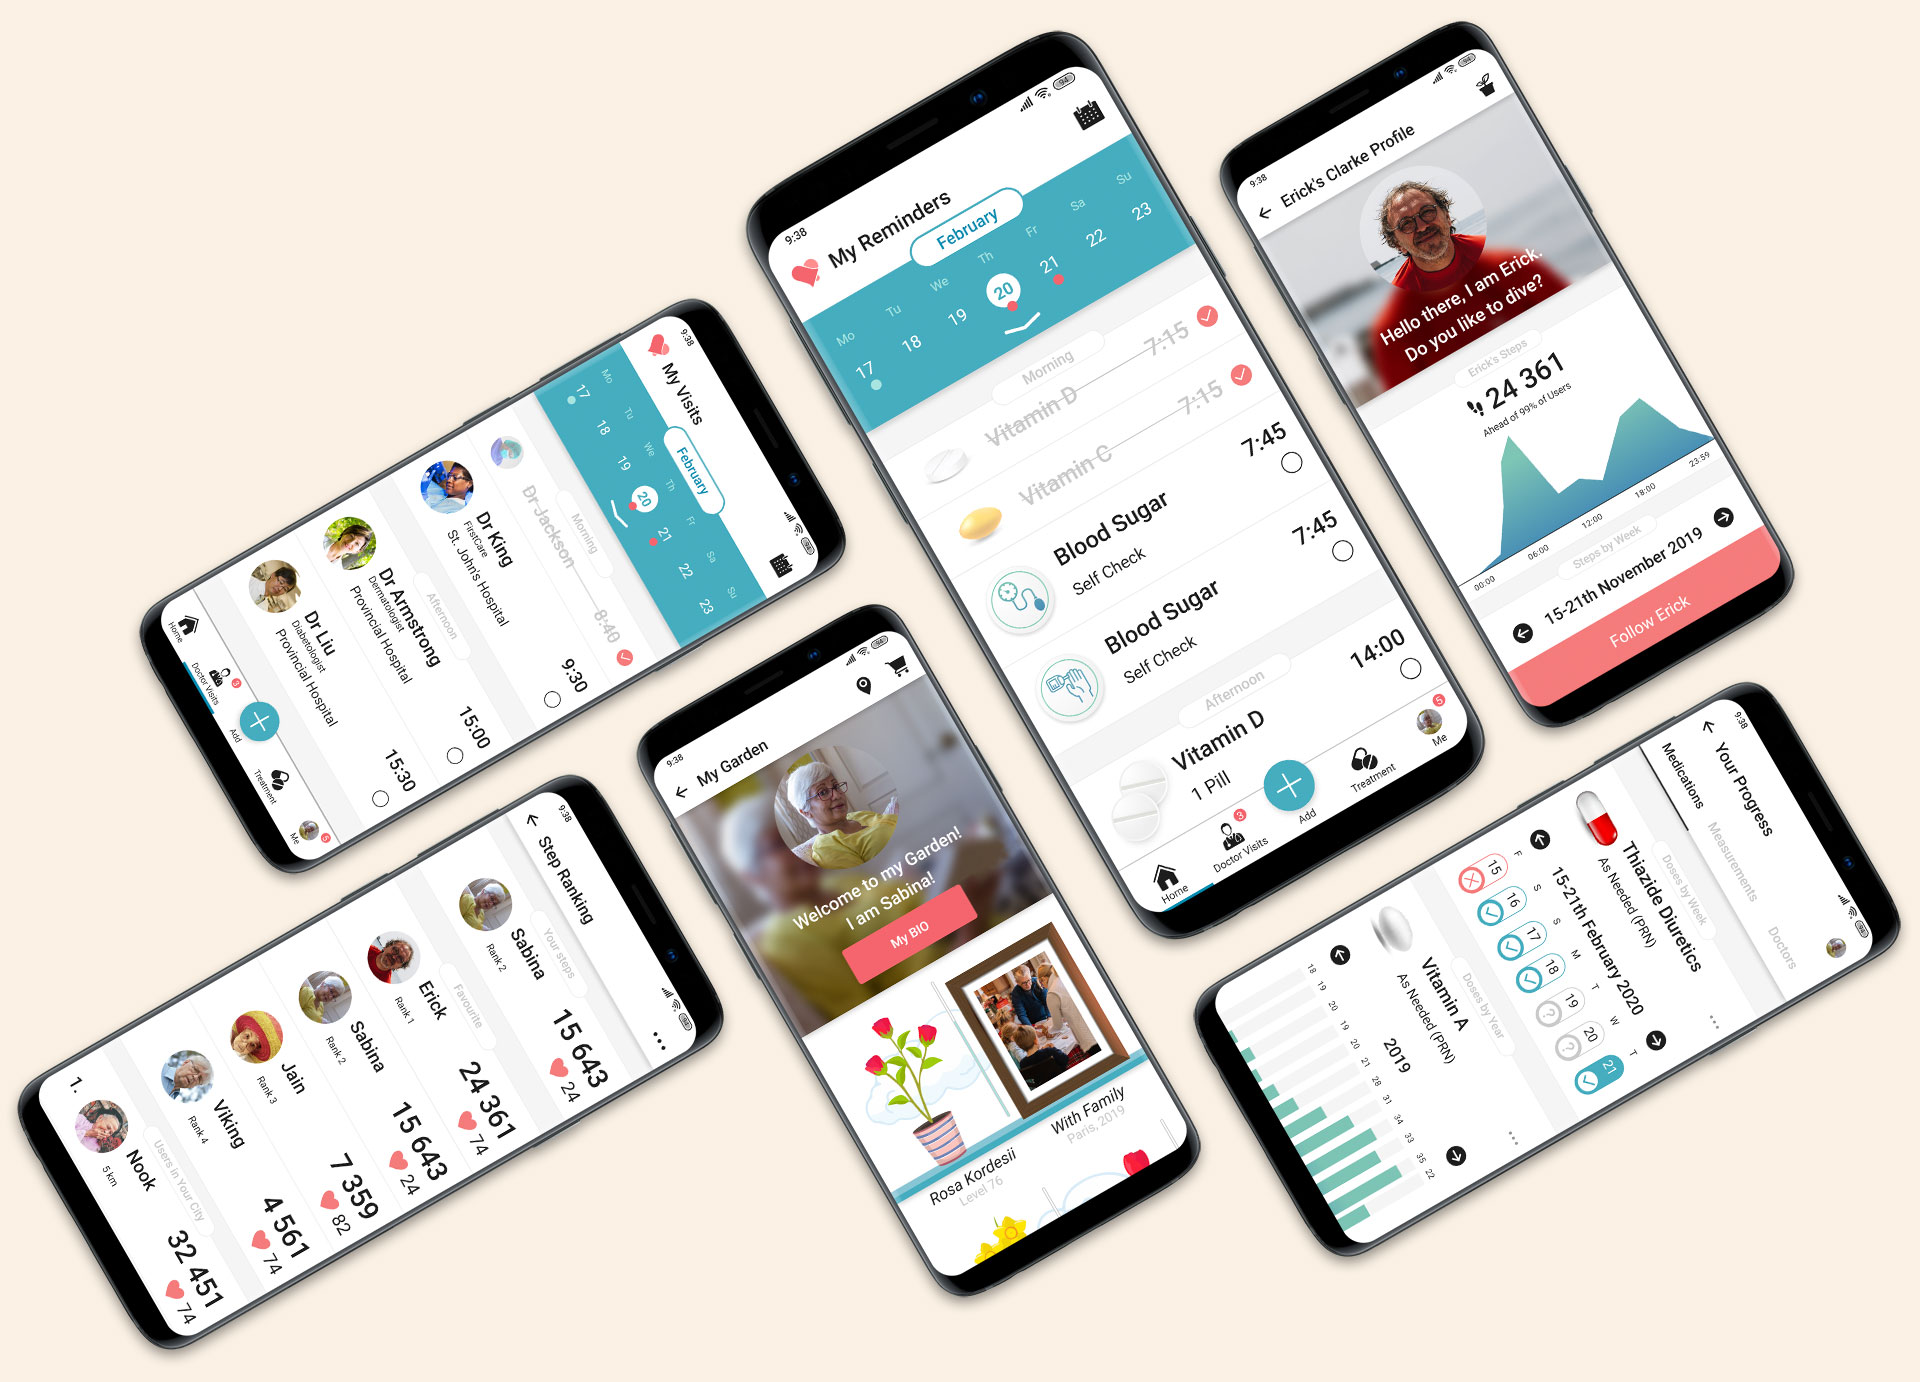 9:38
My Visits
February
Mo Tu We Th Fr Sa Su
17 18 19 20 21 22 23
Morning
Dr Jackson 8:40
Dr King 9:30
FirstCare
St. John's Hospital
Afternoon
Dr Armstrong 15:00
Dermatologist
Provincial Hospital
Dr Liu 15:30
Diabetologist
Provincial Hospital
Home
Doctor Visits
3
Add
Treatment
Me
5
9:38
94
My Reminders
February
Mo Tu We Th Fr Sa Su
17 18 19 20 21 22 23
Morning
Vitamin D 7:15
Vitamin C 7:15
Blood Sugar 7:45
Self Check
Blood Sugar 7:45
Self Check
Afternoon
Vitamin D 14:00
1 Pill
Home
Doctor Visits
3
Add
Treatment
Me
5
9:38
Erick's Clarke Profile
Hello there, I am Erick.
Do you like to dive?
Erick's Steps
24 361
Ahead of 99% of Users
00:00 06:00 12:00 18:00 23:59
Steps by Week
15-21th November 2019
Follow Erick
9:38
Step Ranking
Your steps
Sabina 15 643
Rank 2 24
Favourite
Erick 24 361
Rank 1 74
Sabina 15 643
Rank 2 24
Jain 7 359
Rank 3 82
Viking 4 561
Rank 4 74
Users in Your City
1.
Nook 32 451
5 km 74
9:38
My Garden
Welcome to my Garden!
I am Sabina!
My BIO
Rosa Kordesii
Level 76
With Family
Paris, 2019
9:38
Your Progress
Medications Measurements Doctors
Doses by Week
Thiazide Diuretics
As Needed (PRN)
15-21th February 2020
F S S M T W T
15 16 17 18 19 20 21
Doses by Year
Vitamin A
As Needed (PRN)
2019
18 19 20 19 20 21 28 31 34 33 35 22